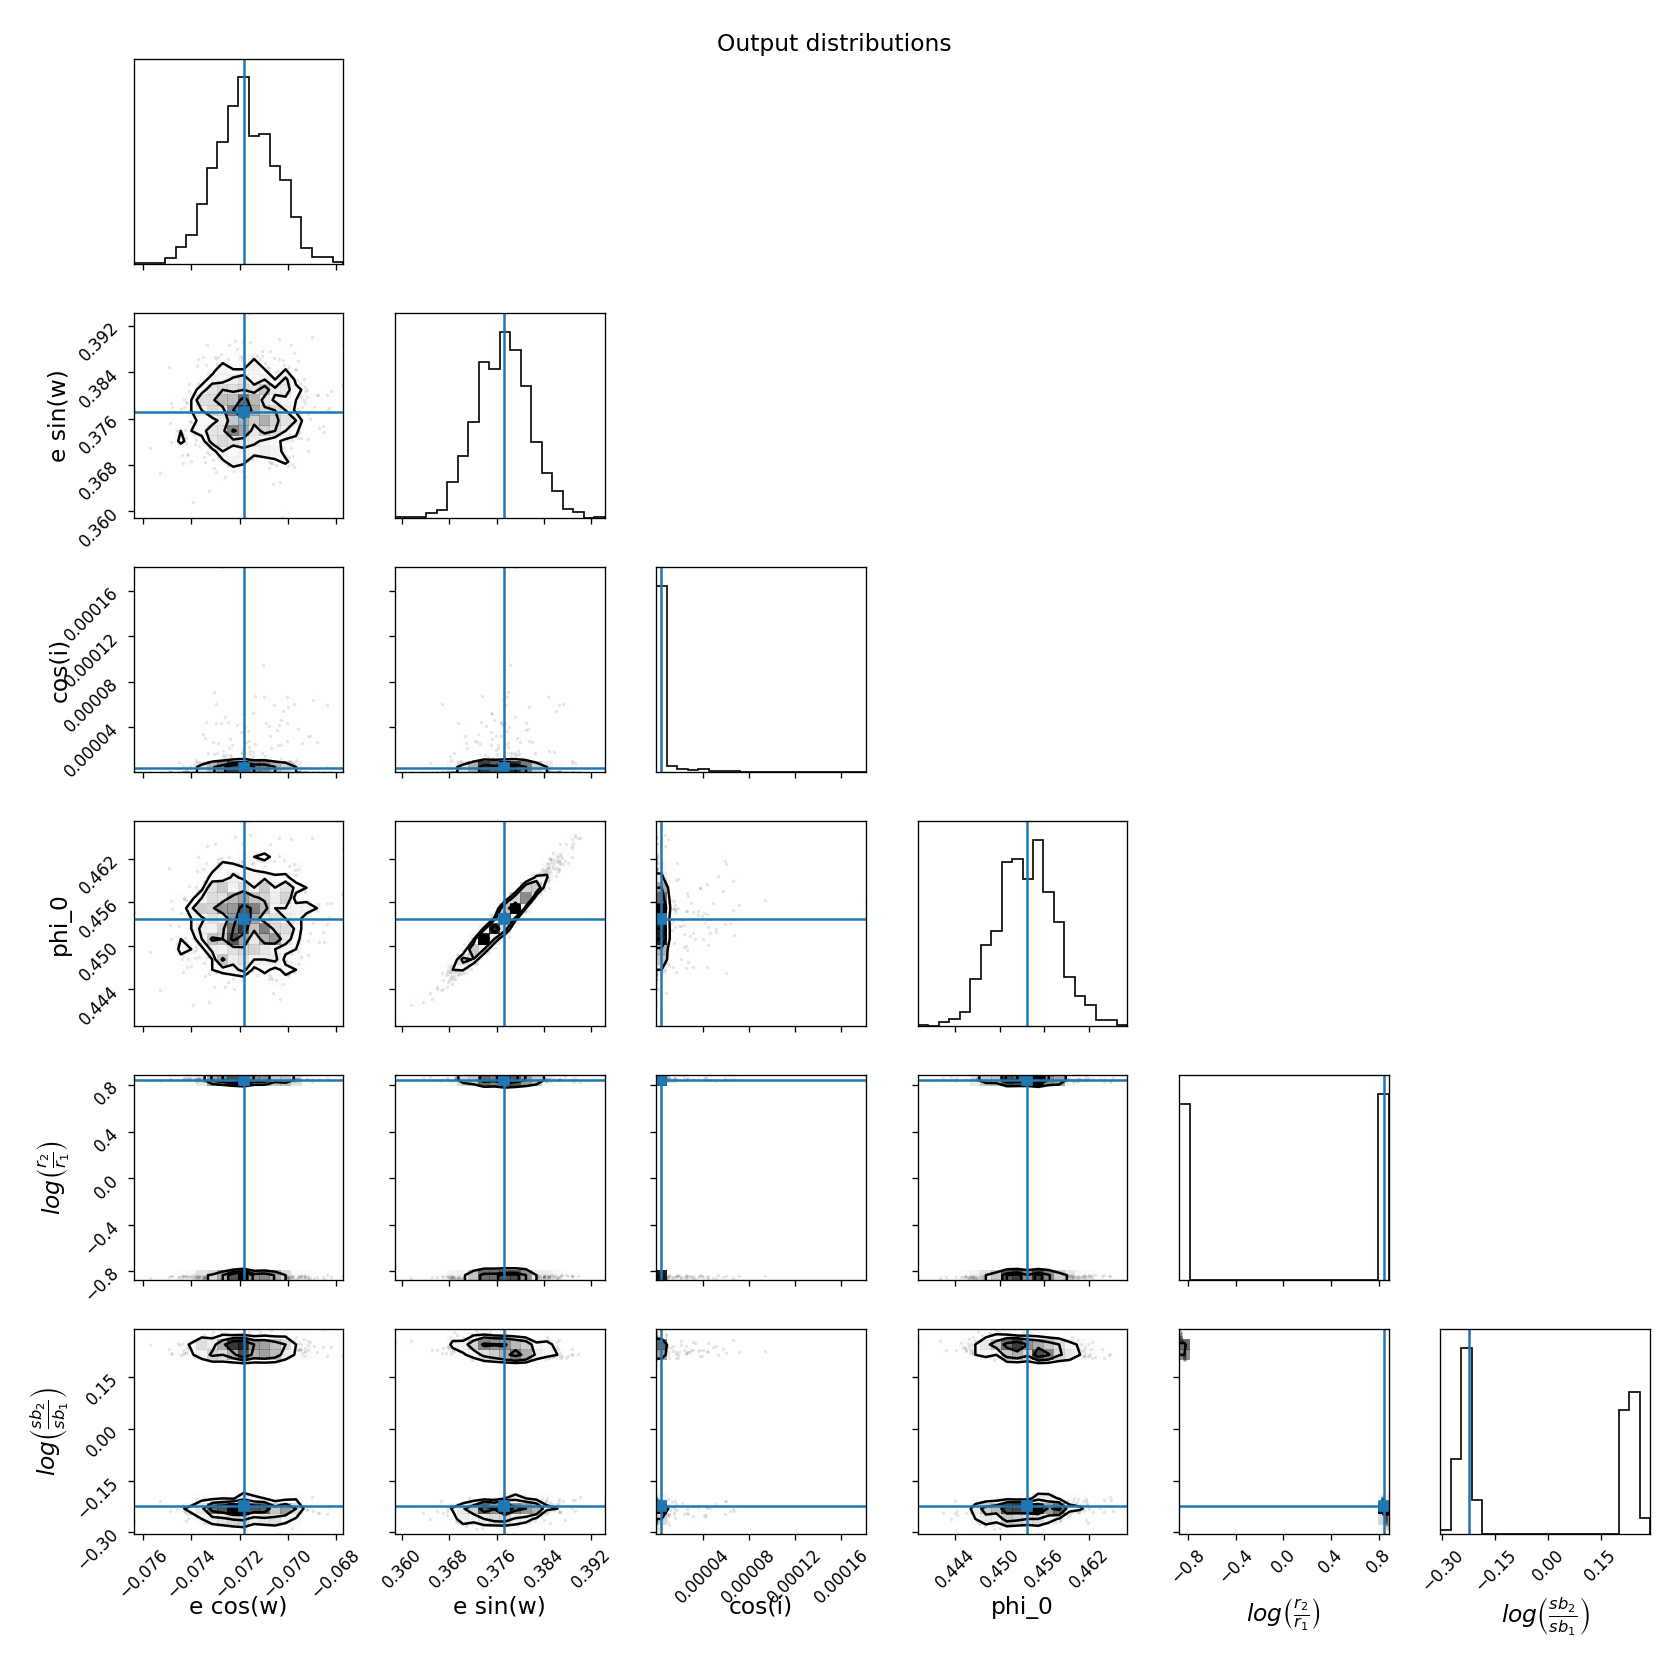 Output distributions
0.392
0.384
0.376
0.368
0.360
e sin(w)
0.00016
0.00012
0.00008
0.00004
cos(i)
0.462
0.456
0.450
0.444
phi_0
0.8
0.4
0.0
−0.4
−0.8
log(r₂/r₁)
0.15
0.00
−0.15
−0.30
log(sb₂/sb₁)
−0.076 −0.074 −0.072 −0.070 −0.068
0.360 0.368 0.376 0.384 0.392
0.00004 0.00008 0.00012 0.00016
0.444 0.450 0.456 0.462
−0.8 −0.4 0.0 0.4 0.8
−0.30 −0.15 0.00 0.15
e cos(w)
e sin(w)
cos(i)
phi_0
log(r₂/r₁)
log(sb₂/sb₁)